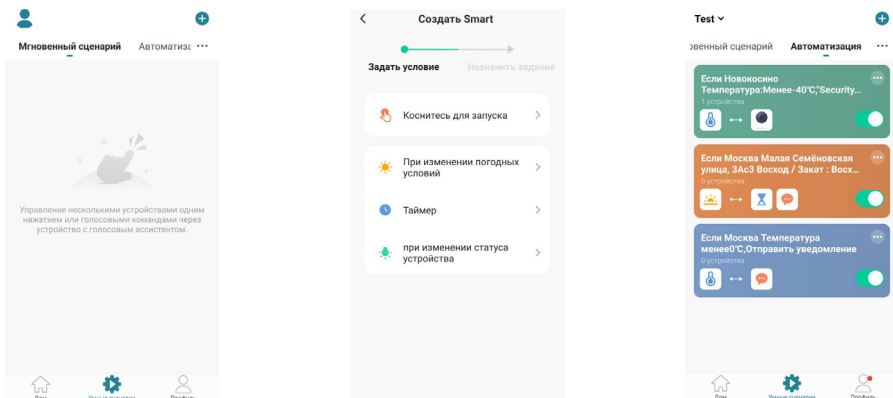 Мгновенный сценарий Автоматиза ...
Управление несколькими устройствами одним
нажатием или голосовыми командами через
устройство с голосовым ассистентом.
Дом Умные сценарии Профиль
Создать Smart
Задать условие Назначить задание
Коснитесь для запуска
При изменении погодных
условий
Таймер
при изменении статуса
устройства
Test
овенный сценарий Автоматизация ...
Если Новокосино
Температура:Менее-40℃,"Security...
1 устройства
Если Москва Малая Семёновская
улица, 3Ас3 Восход / Закат : Восх...
0 устройства
Если Москва Температура
менее0℃,Отправить уведомление
0 устройства
Дом Умные сценарии Профиль